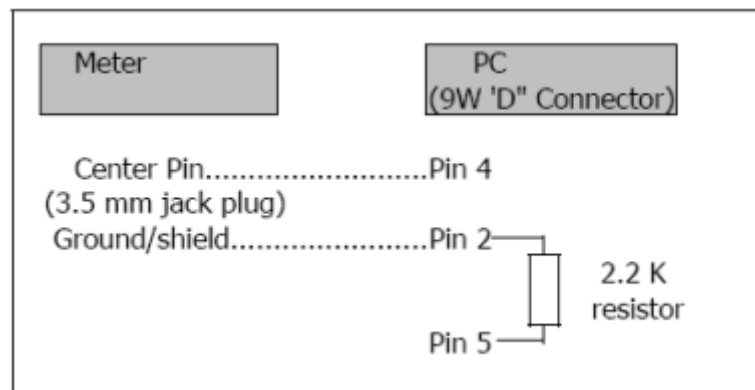 Meter
PC
(9W 'D" Connector)
Center Pin..........................Pin 4
(3.5 mm jack plug)
Ground/shield.......................Pin 2
2.2 K
resistor
Pin 5